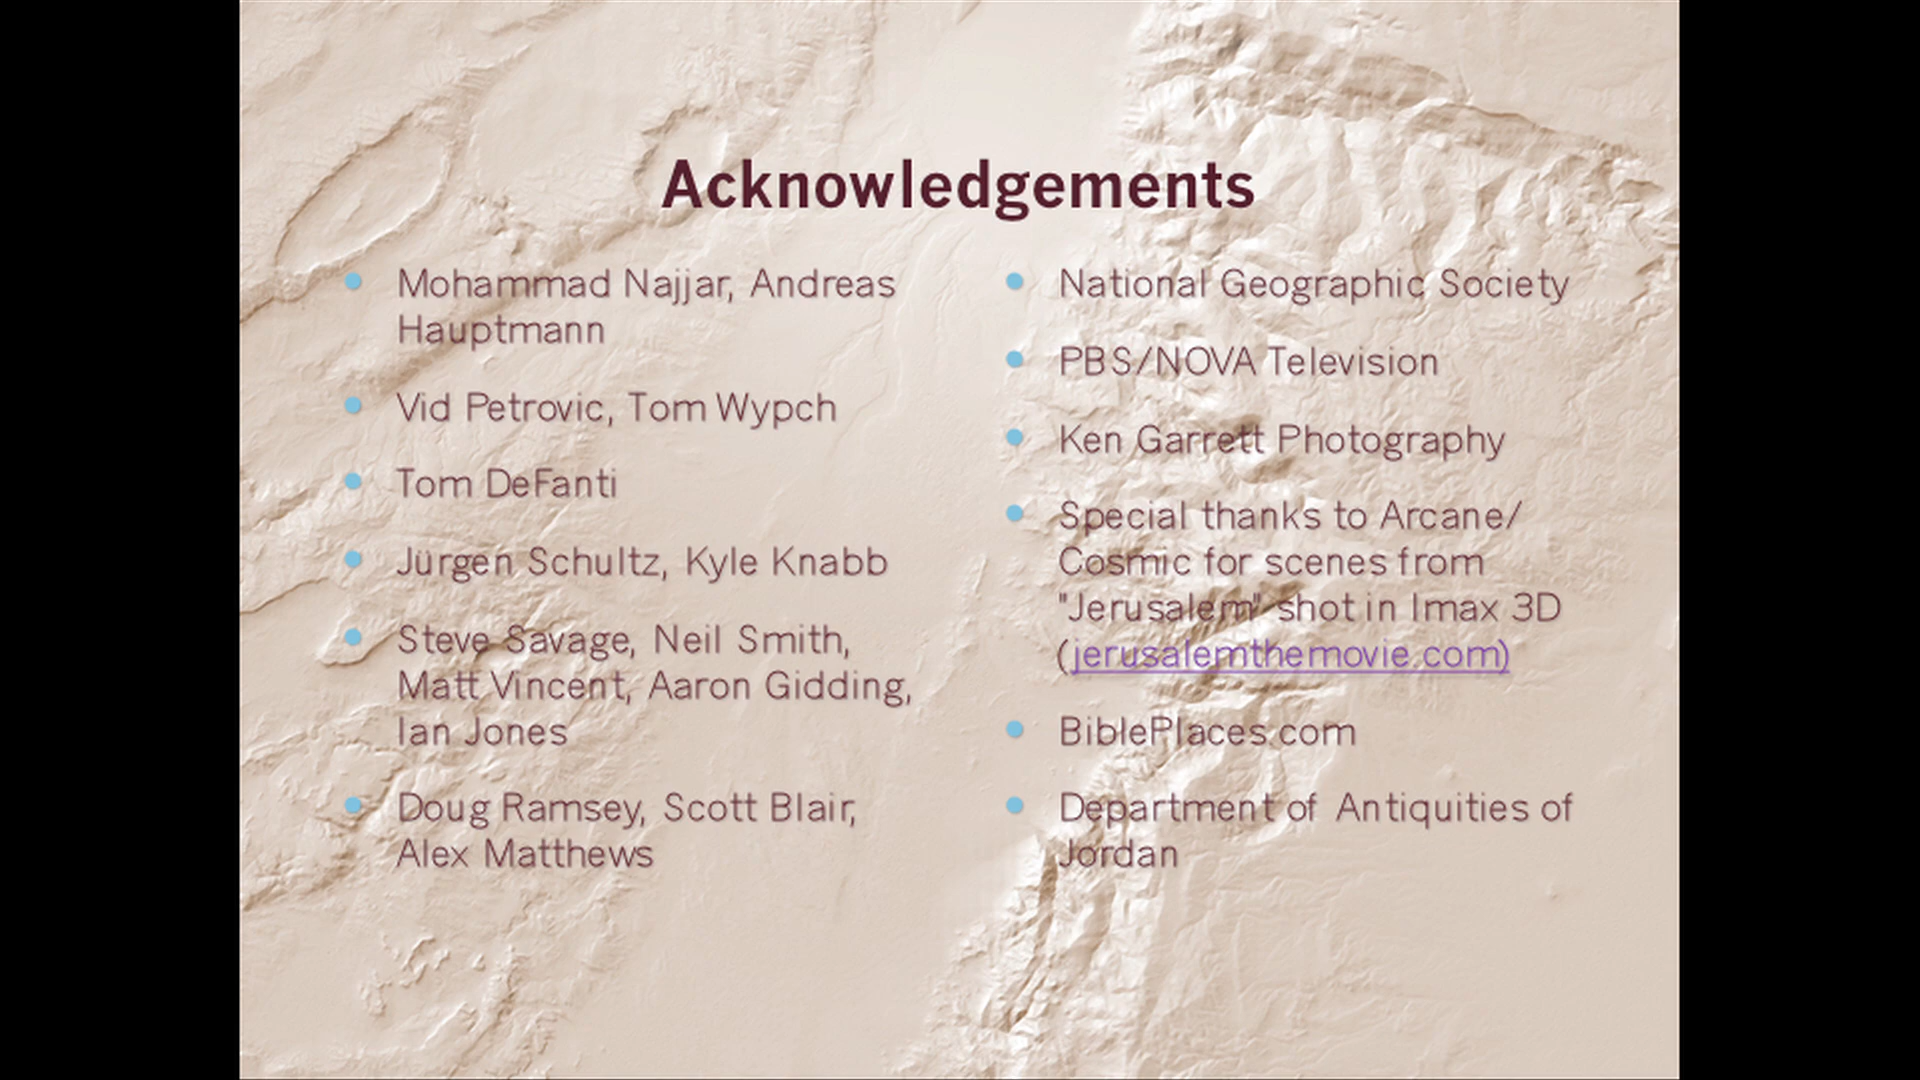 Acknowledgements
Mohammad Najjar, Andreas
Hauptmann
Vid Petrovic, Tom Wypch
Tom DeFanti
Jürgen Schultz, Kyle Knabb
Steve Savage, Neil Smith,
Matt Vincent, Aaron Gidding,
Ian Jones
Doug Ramsey, Scott Blair,
Alex Matthews
National Geographic Society
PBS/NOVA Television
Ken Garrett Photography
Special thanks to Arcane/
Cosmic for scenes from
"Jerusalem" shot in Imax 3D
(jerusalemthemovie.com)
BiblePlaces.com
Department of Antiquities of
Jordan